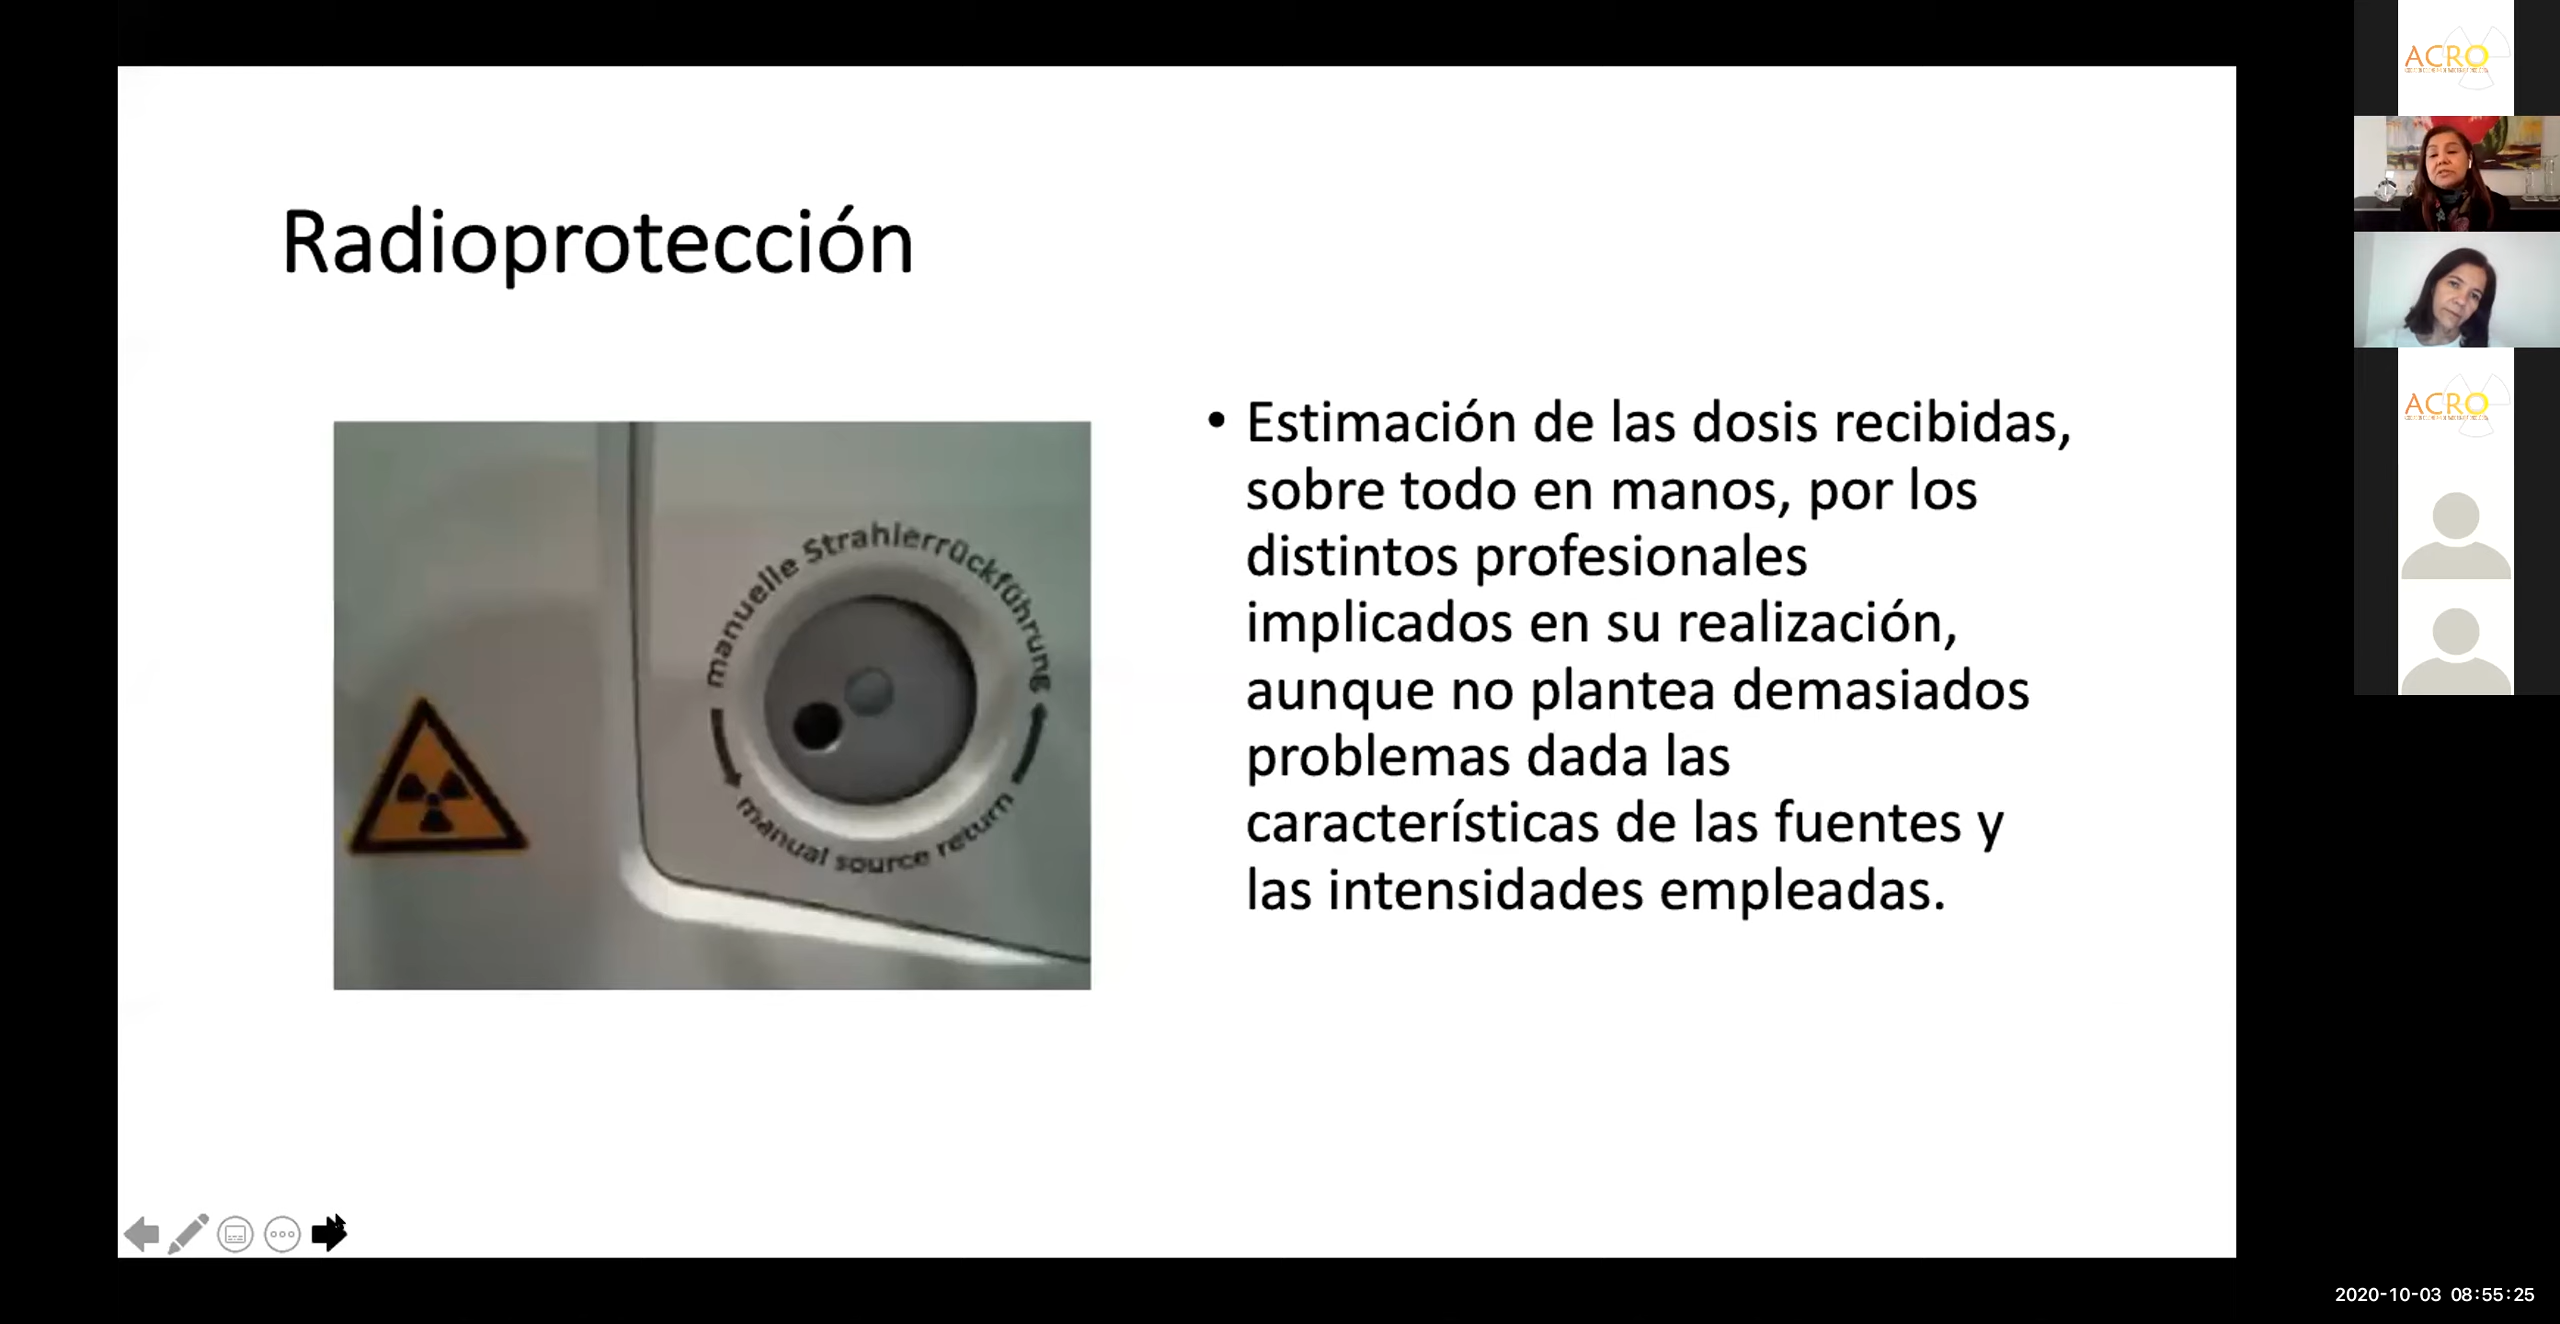 ACRO
Radioprotección
manuelle Strahlerrückführung
manual source return
• Estimación de las dosis recibidas,
sobre todo en manos, por los
distintos profesionales
implicados en su realización,
aunque no plantea demasiados
problemas dada las
características de las fuentes y
las intensidades empleadas.
ACRO
2020-10-03 08:55:25